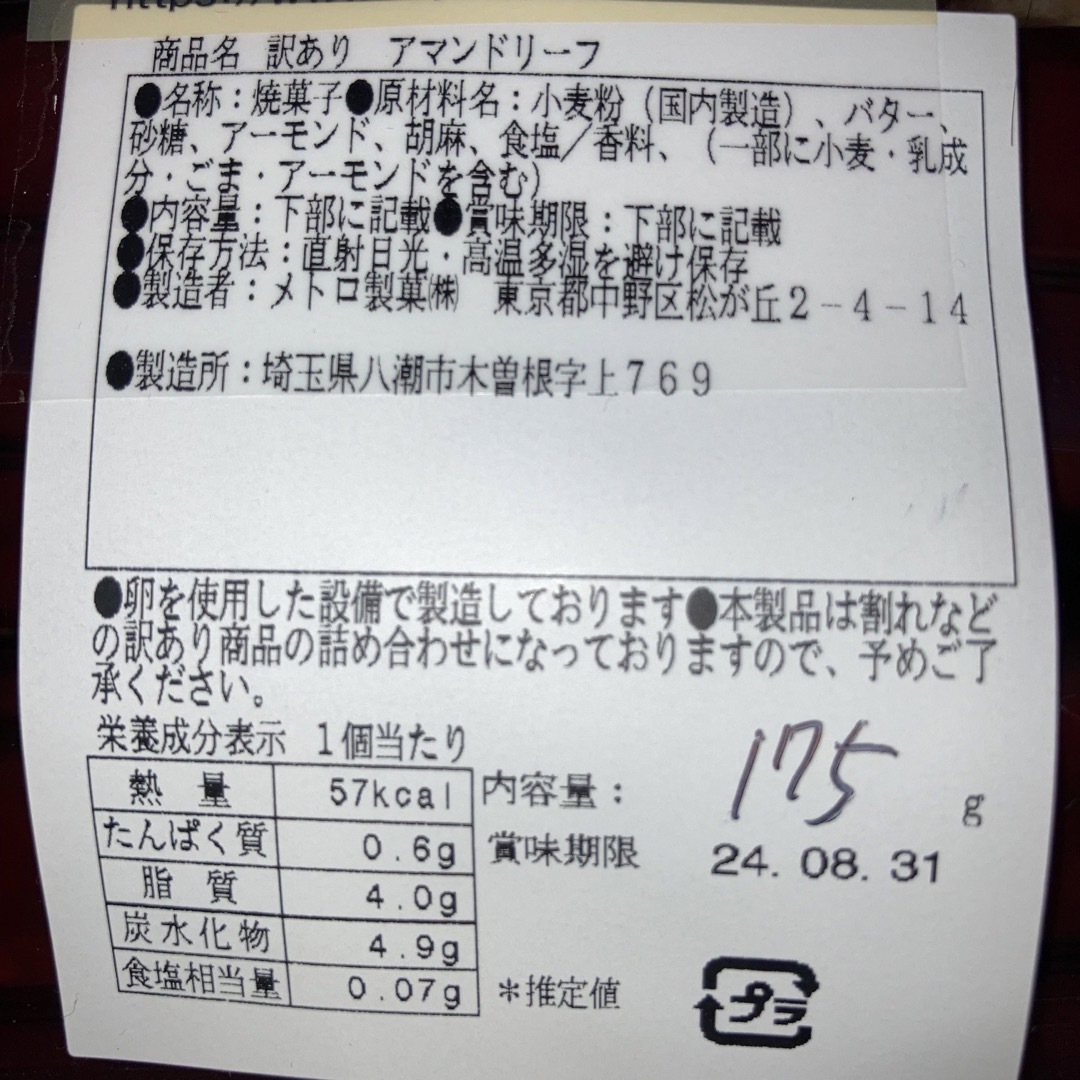 商品名 訳あり アマンドリーフ
●名称：焼菓子●原材料名：小麦粉（国内製造）、バター、
砂糖、アーモンド、胡麻、食塩／香料、（一部に小麦・乳成
分・ごま・アーモンドを含む）
●内容量：下部に記載●賞味期限：下部に記載
●保存方法：直射日光・高温多湿を避け保存
●製造者：メトロ製菓㈱ 東京都中野区松が丘２－４－１４
●製造所：埼玉県八潮市木曽根字上７６９
●卵を使用した設備で製造しております●本製品は割れなど
の訳あり商品の詰め合わせになっておりますので、予めご了
承ください。
栄養成分表示 １個当たり
熱量 57kcal
たんぱく質 0.6g
脂質 4.0g
炭水化物 4.9g
食塩相当量 0.07g
＊推定値
内容量： 175 g
賞味期限 24.08.31
プラ